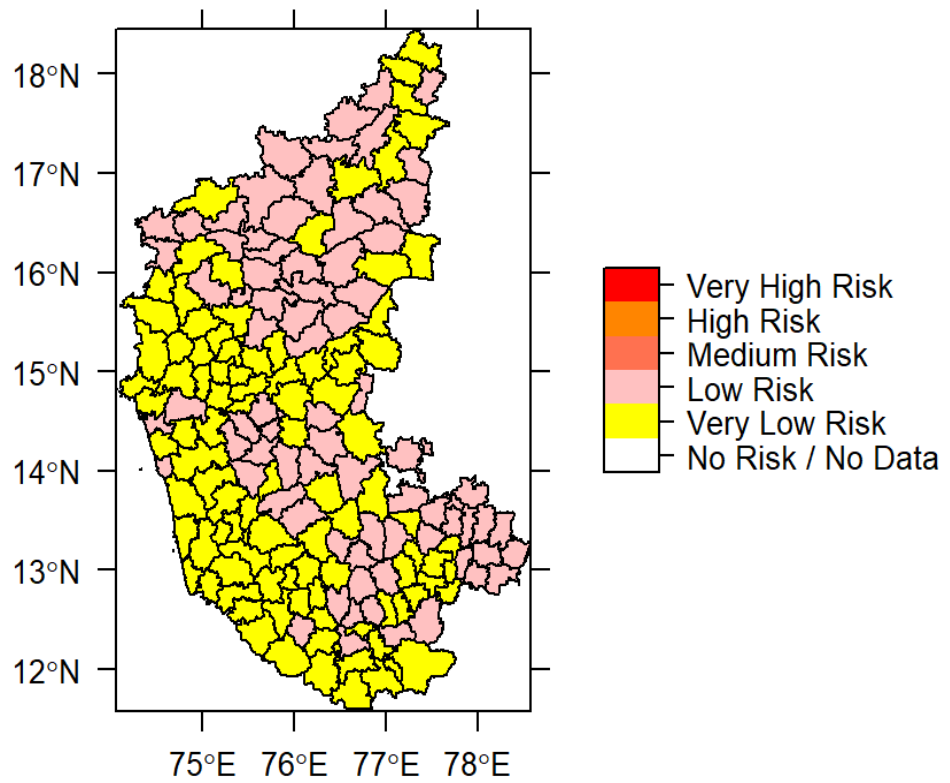 18°N
17°N
16°N
15°N
14°N
13°N
12°N
75°E 76°E 77°E 78°E
Very High Risk
High Risk
Medium Risk
Low Risk
Very Low Risk
No Risk / No Data